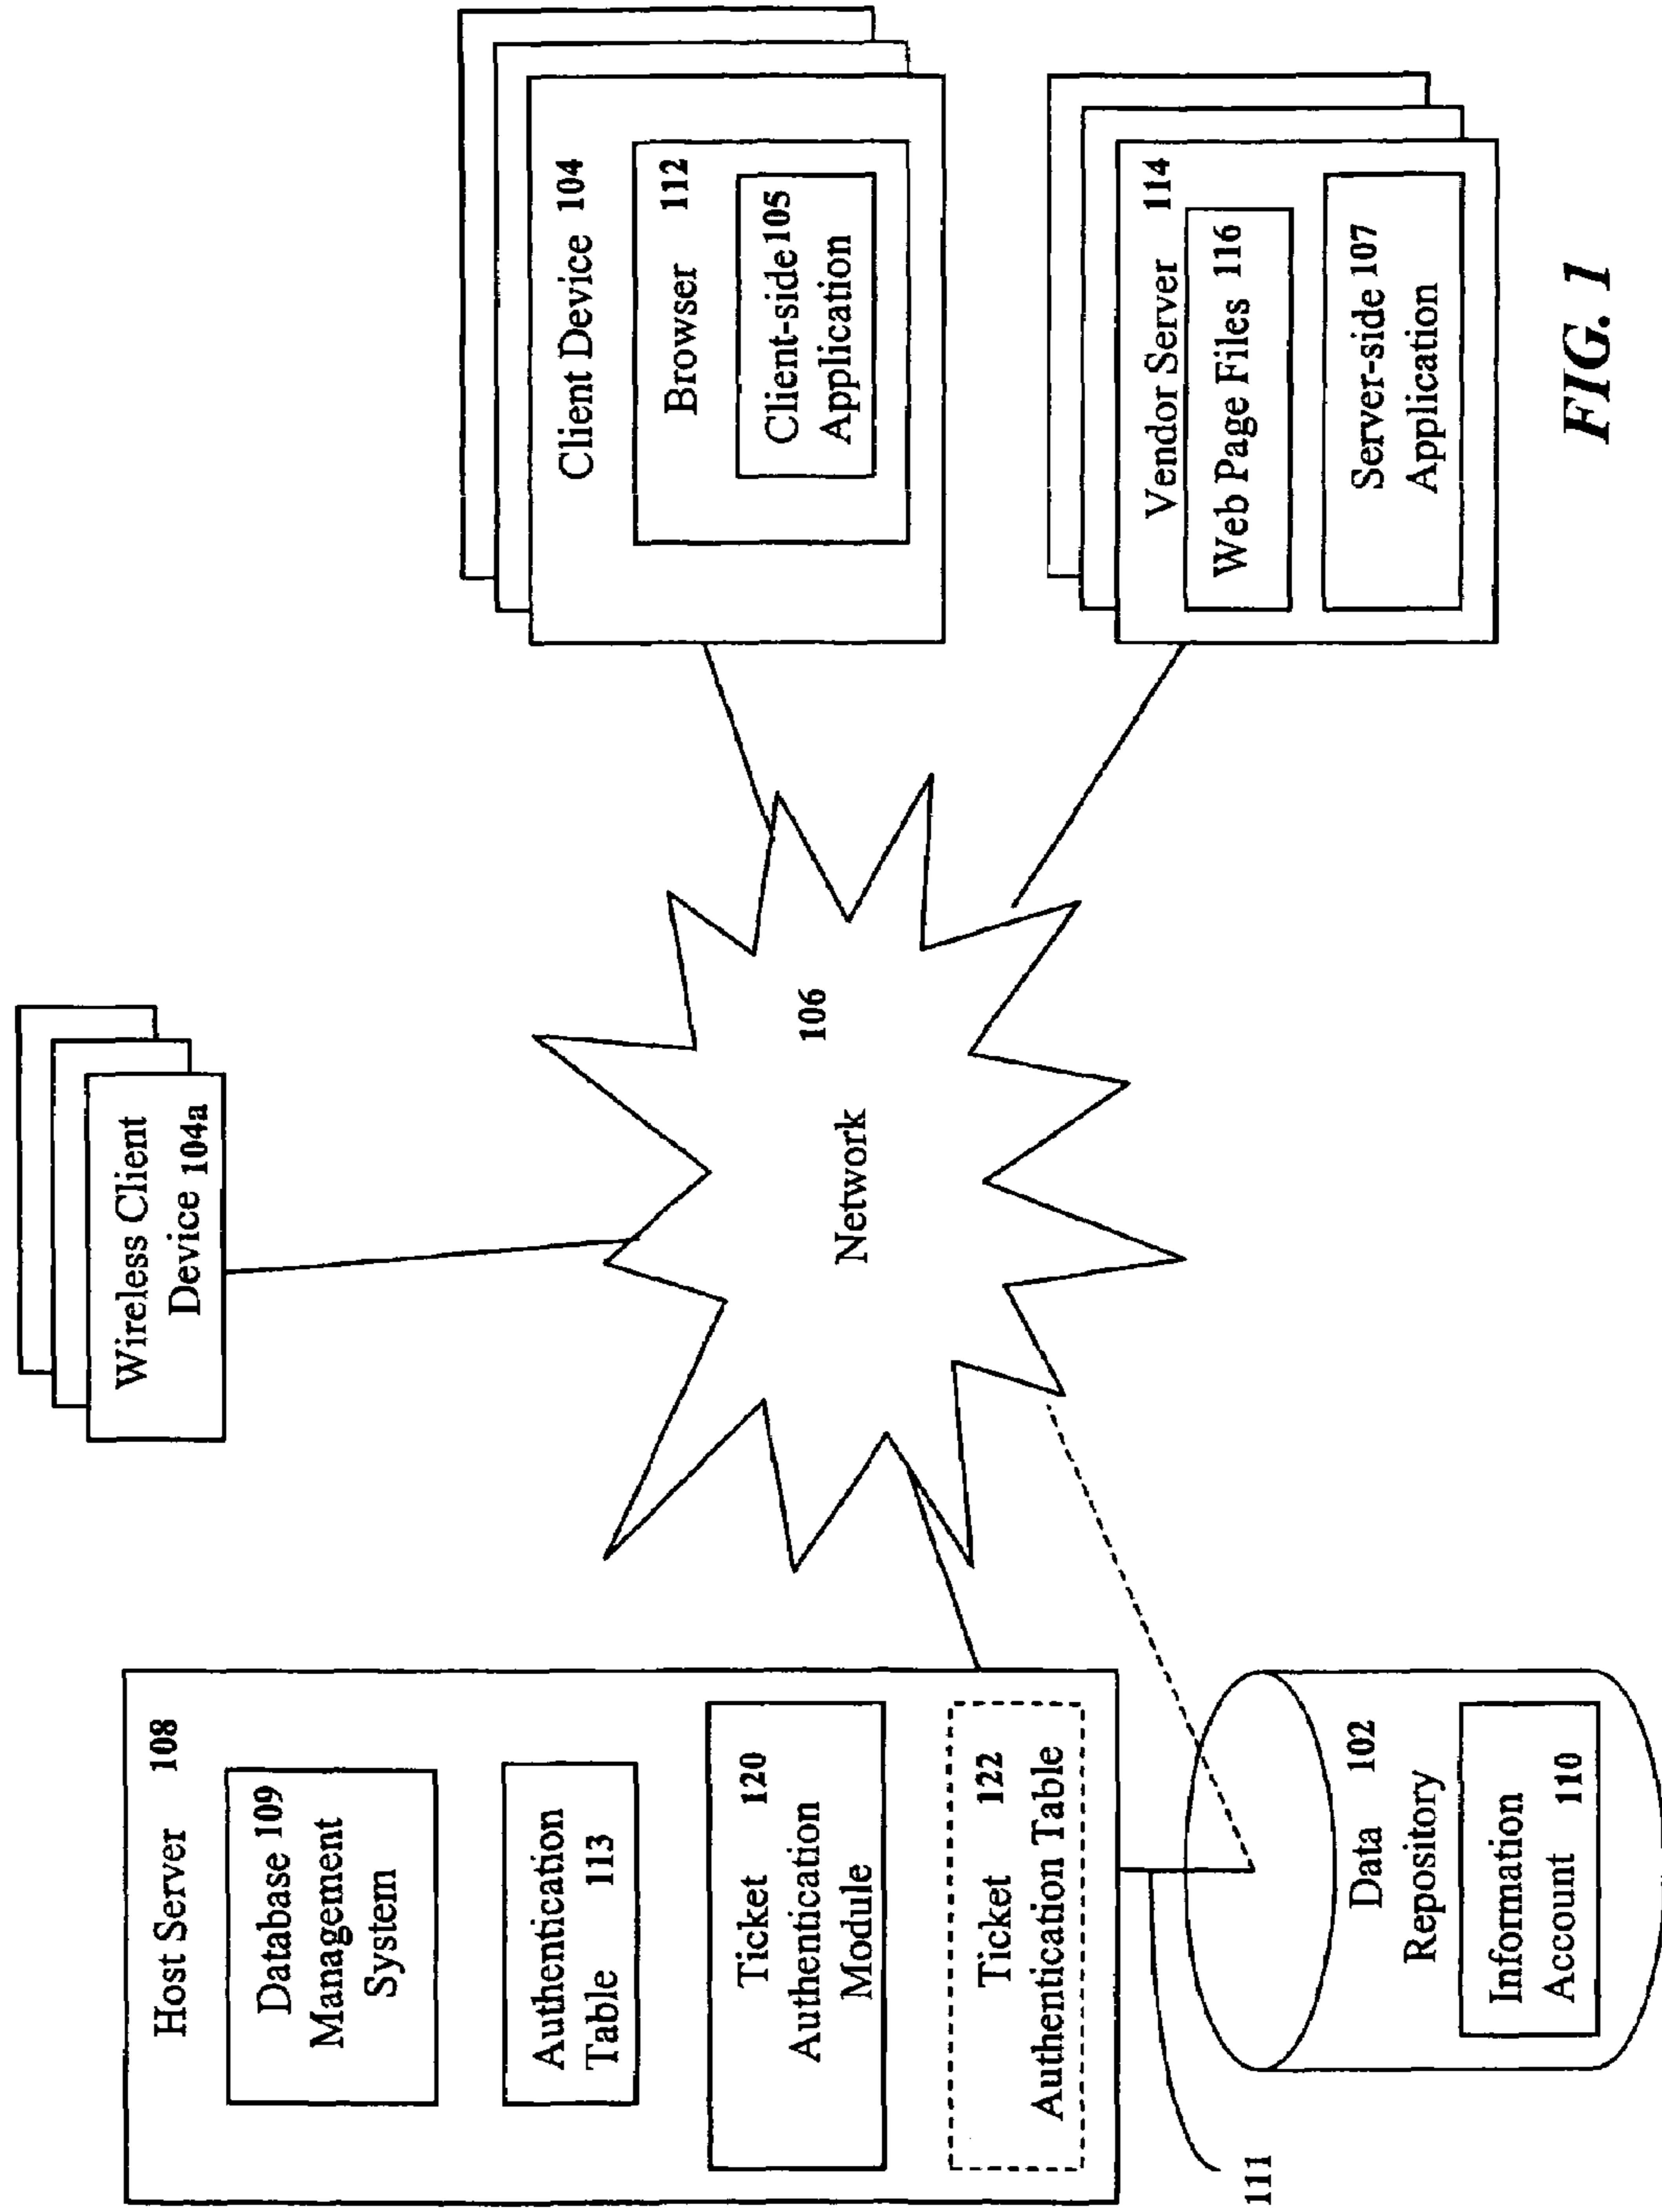 Host Server 108
Database 109
Management
System
Authentication
Table 113
Ticket 120
Authentication
Module
Ticket 122
Authentication Table
111
Data 102
Repository
Information
Account 110
Wireless Client
Device 104a
106
Network
Client Device 104
Browser 112
Client-side 105
Application
Vendor Server 114
Web Page Files 116
Server-side 107
Application
FIG. 1